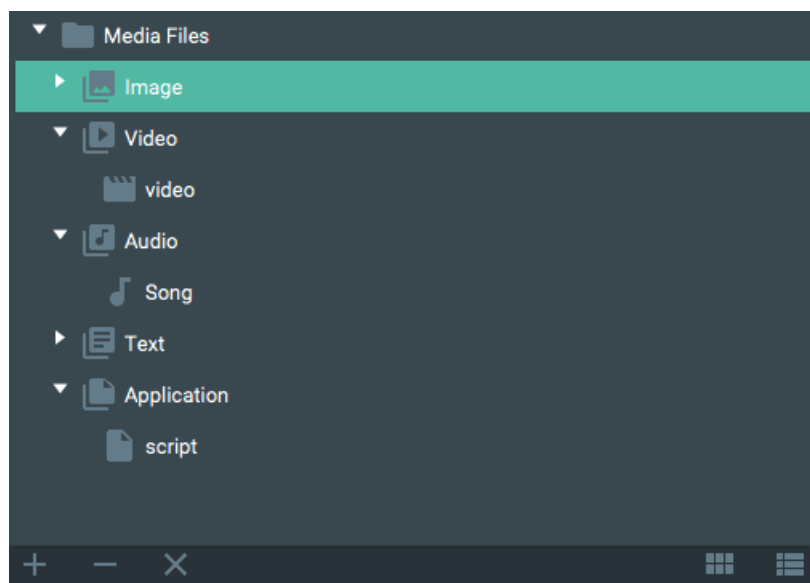 Media Files
Image
Video
video
Audio
Song
Text
Application
script